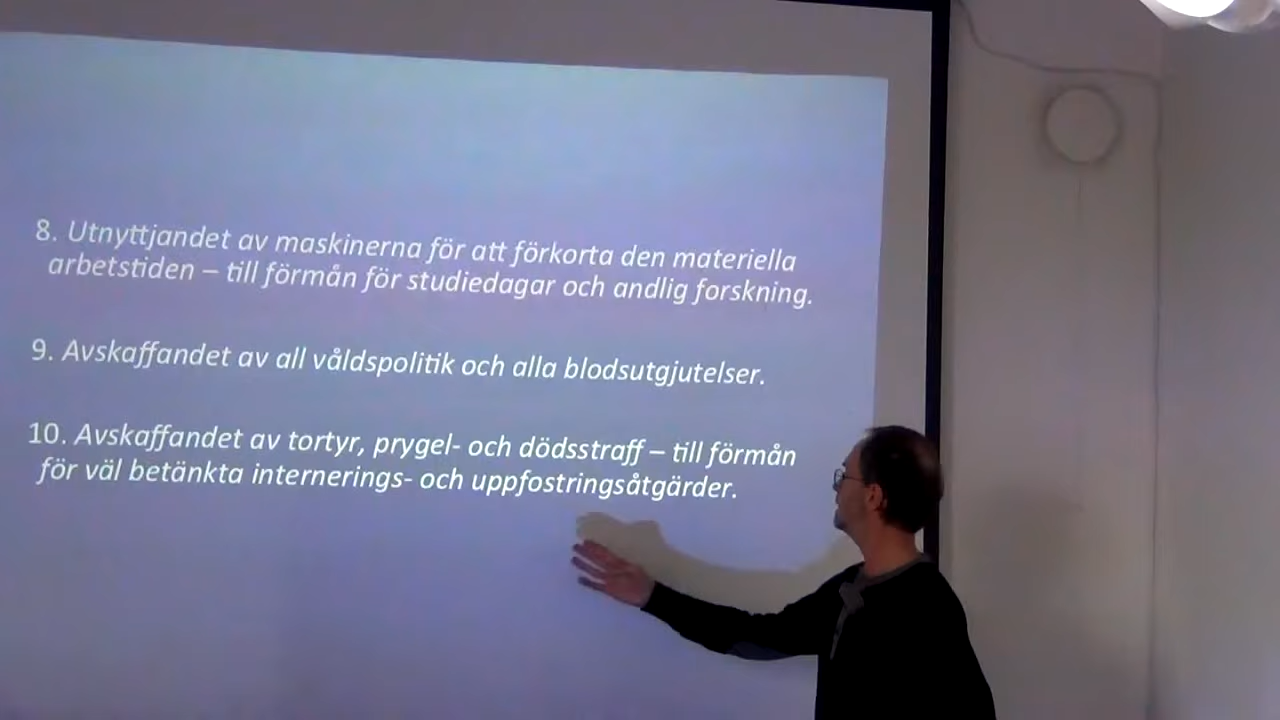 8. Utnyttjandet av maskinerna för att förkorta den materiella
arbetstiden – till förmån för studiedagar och andlig forskning.
9. Avskaffandet av all våldspolitik och alla blodsutgjutelser.
10. Avskaffandet av tortyr, prygel- och dödsstraff – till förmån
för väl betänkta internerings- och uppfostringsåtgärder.